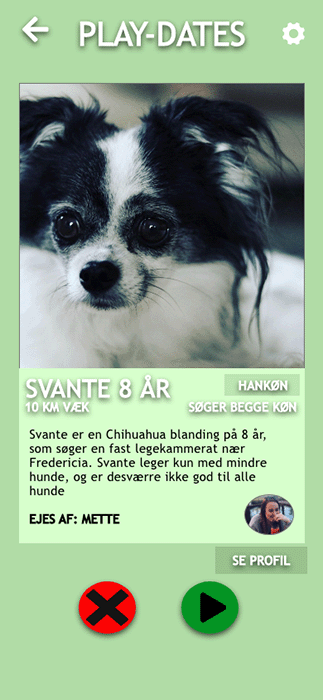 PLAY-DATES
SVANTE 8 ÅR
HANKØN
10 KM VÆK
SØGER BEGGE KØN
Svante er en Chihuahua blanding på 8 år,
som søger en fast legekammerat nær
Fredericia. Svante leger kun med mindre
hunde, og er desværre ikke god til alle
hunde
EJES AF: METTE
SE PROFIL